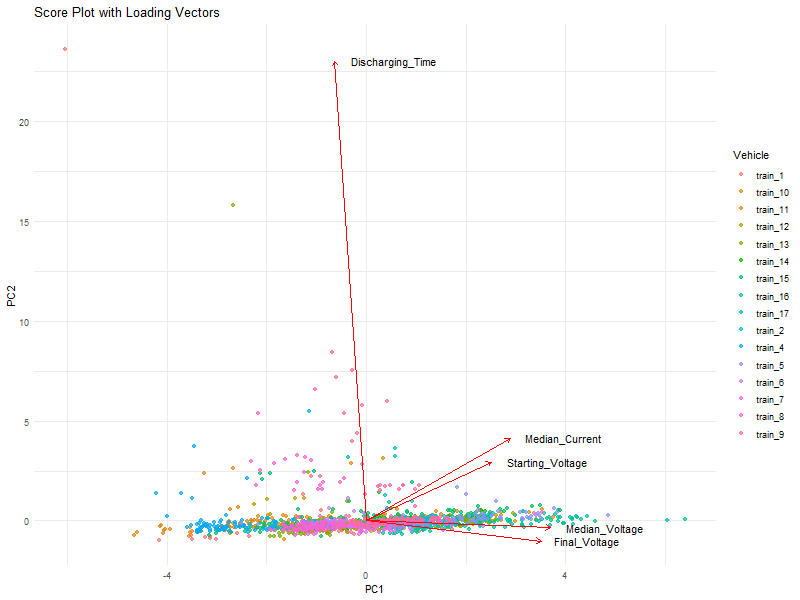 Score Plot with Loading Vectors
PC2
20
15
10
5
0
-4
0
4
PC1
Discharging_Time
Median_Current
Starting_Voltage
Median_Voltage
Final_Voltage
Vehicle
train_1
train_10
train_11
train_12
train_13
train_14
train_15
train_16
train_17
train_2
train_4
train_5
train_6
train_7
train_8
train_9